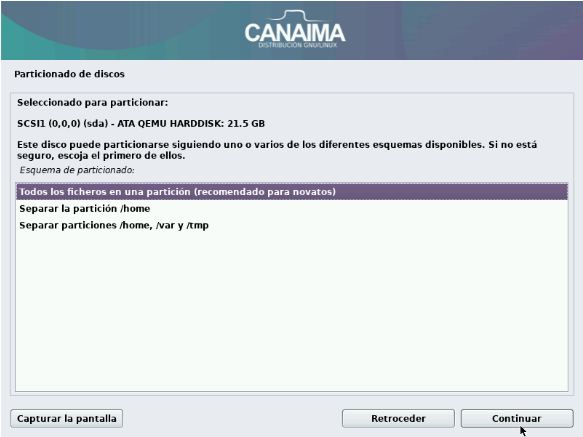 CANAIMA
DISTRIBUCIÓN GNU/LINUX
Particionado de discos
Seleccionado para particionar:
SCSI1 (0,0,0) (sda) - ATA QEMU HARDDISK: 21.5 GB
Este disco puede particionarse siguiendo uno o varios de los diferentes esquemas disponibles. Si no está
seguro, escoja el primero de ellos.
Esquema de particionado:
Todos los ficheros en una partición (recomendado para novatos)
Separar la partición /home
Separar particiones /home, /var y /tmp
Capturar la pantalla
Retroceder
Continuar